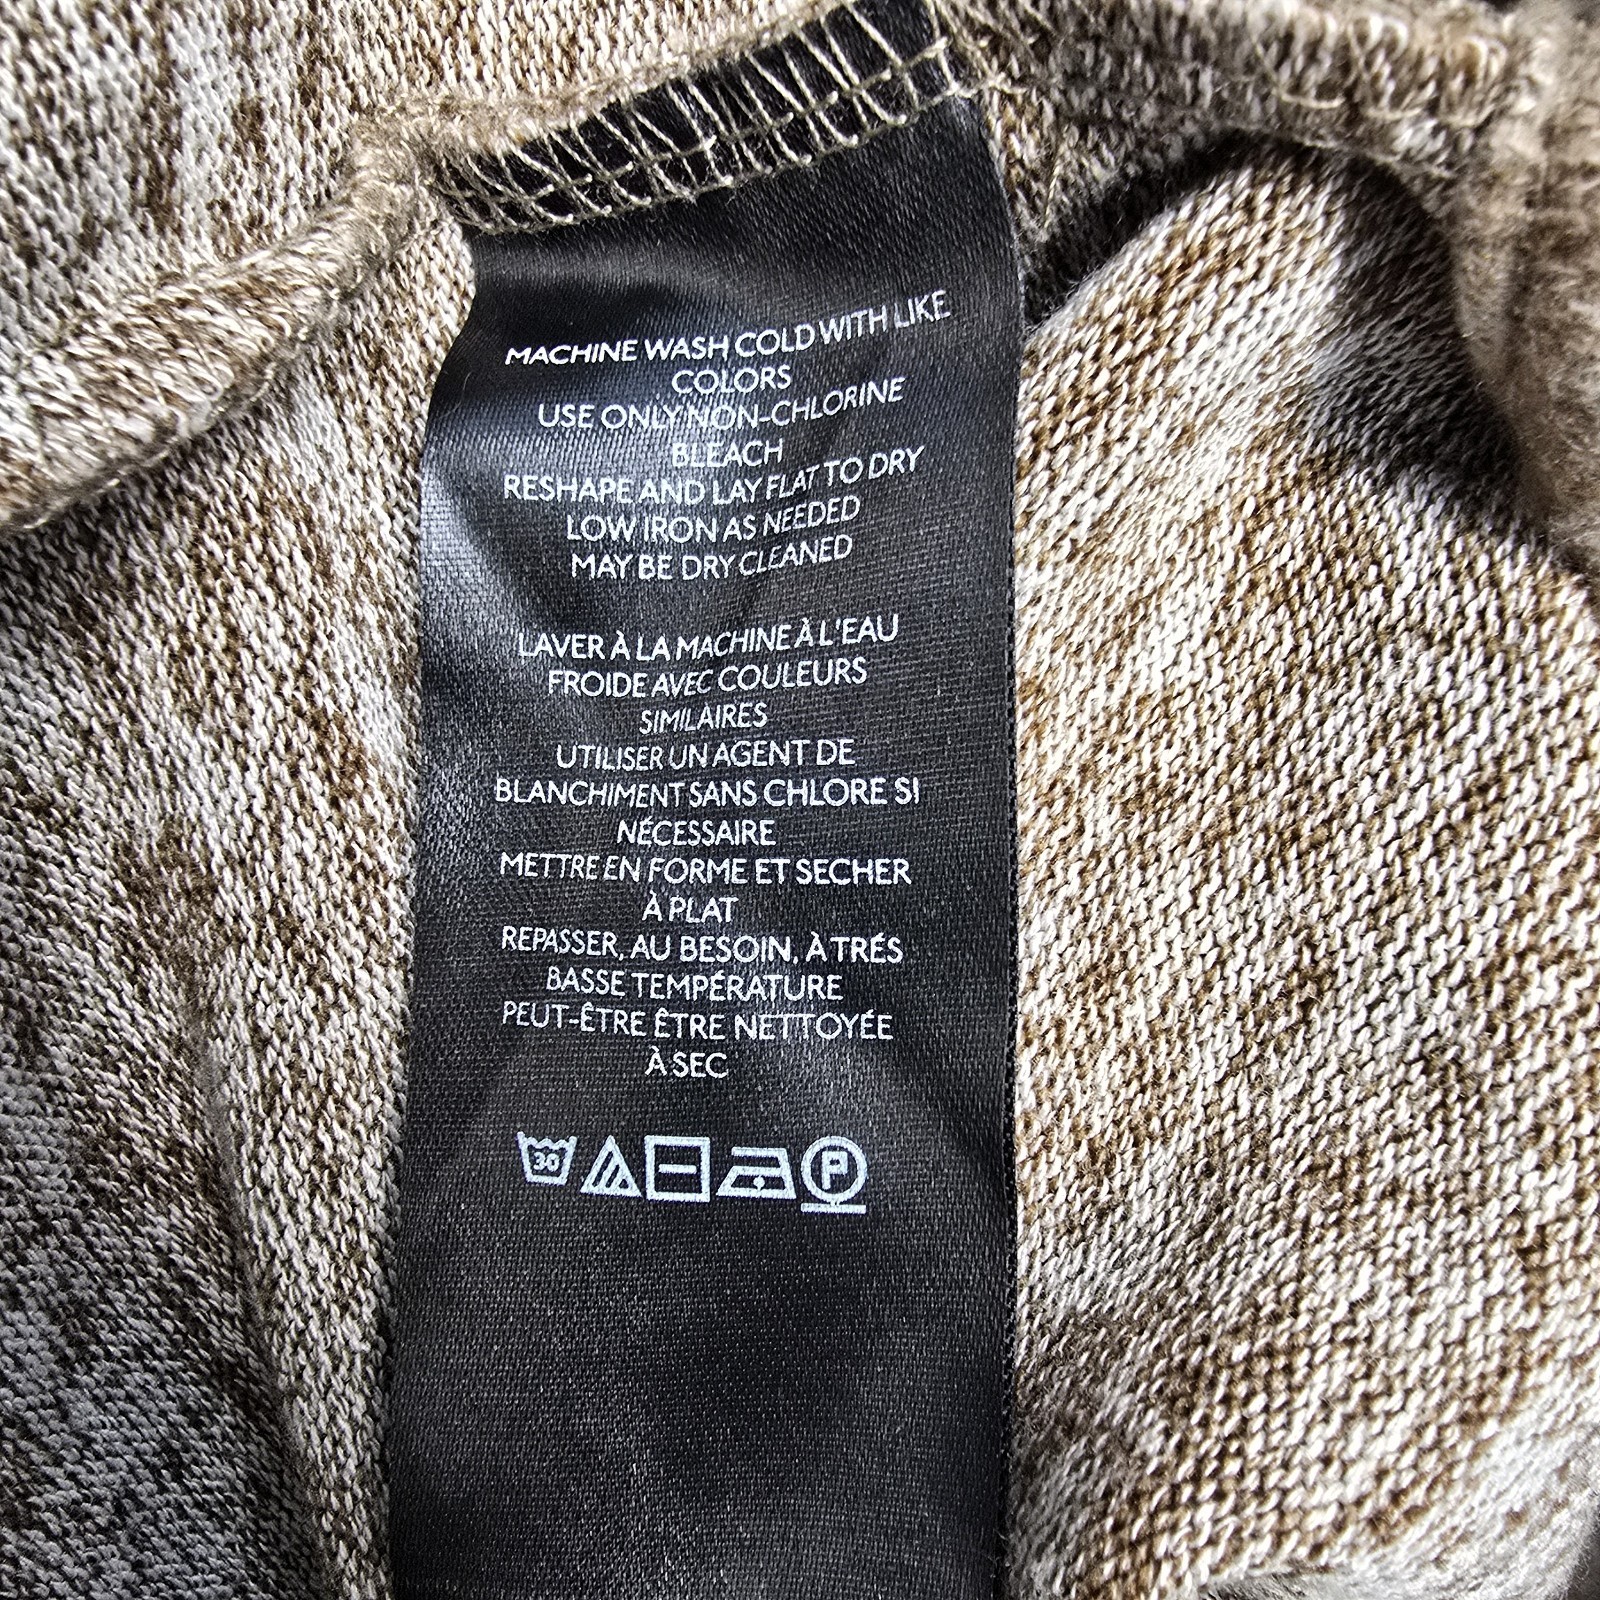 MACHINE WASH COLD WITH LIKE
COLORS
USE ONLY NON-CHLORINE
BLEACH
RESHAPE AND LAY FLAT TO DRY
LOW IRON AS NEEDED
MAY BE DRY CLEANED
LAVER À LA MACHINE À L'EAU
FROIDE AVEC COULEURS
SIMILAIRES
UTILISER UN AGENT DE
BLANCHIMENT SANS CHLORE SI
NÉCESSAIRE
METTRE EN FORME ET SECHER
À PLAT
REPASSER, AU BESOIN, À TRÉS
BASSE TEMPÉRATURE
PEUT-ÊTRE ÊTRE NETTOYÉE
À SEC
30 P